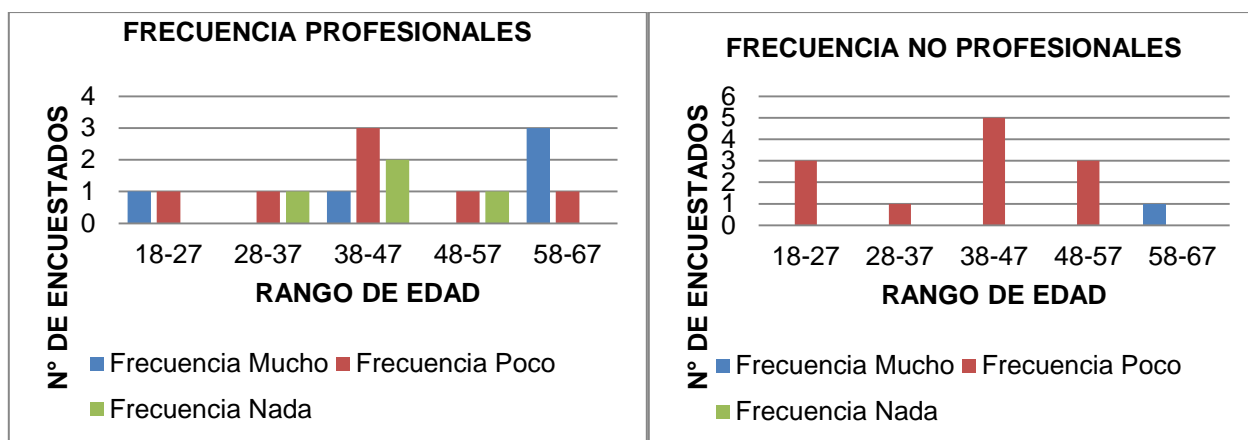 FRECUENCIA PROFESIONALES
N° DE ENCUESTADOS
4
3
2
1
0
18-27 28-37 38-47 48-57 58-67
RANGO DE EDAD
Frecuencia Mucho Frecuencia Poco
Frecuencia Nada
FRECUENCIA NO PROFESIONALES
N° DE ENCUESTADOS
6
5
4
3
2
1
0
18-27 28-37 38-47 48-57 58-67
RANGO DE EDAD
Frecuencia Mucho Frecuencia Poco
Frecuencia Nada